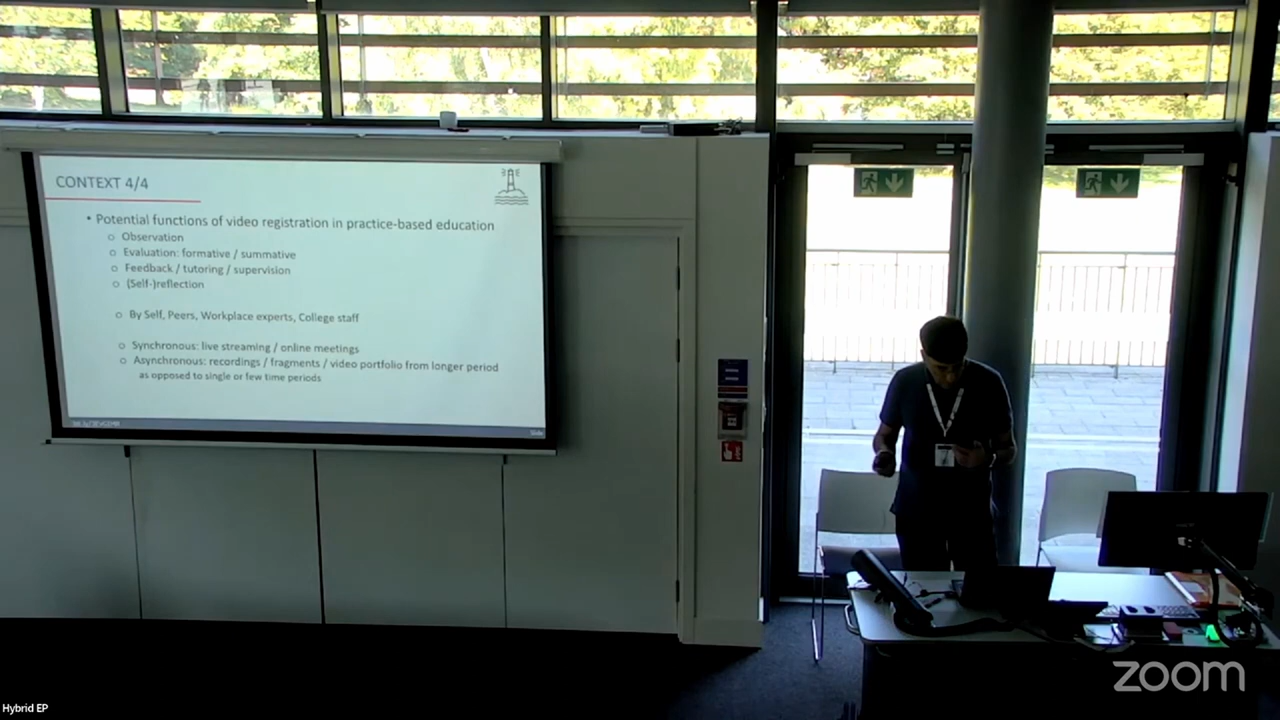 CONTEXT 4/4
• Potential functions of video registration in practice-based education
o Observation
o Evaluation: formative / summative
o Feedback / tutoring / supervision
o (Self-)reflection
o By Self, Peers, Workplace experts, College staff
o Synchronous: live streaming / online meetings
o Asynchronous: recordings / fragments / video portfolio from longer period
as opposed to single or few time periods
zoom
Hybrid EP